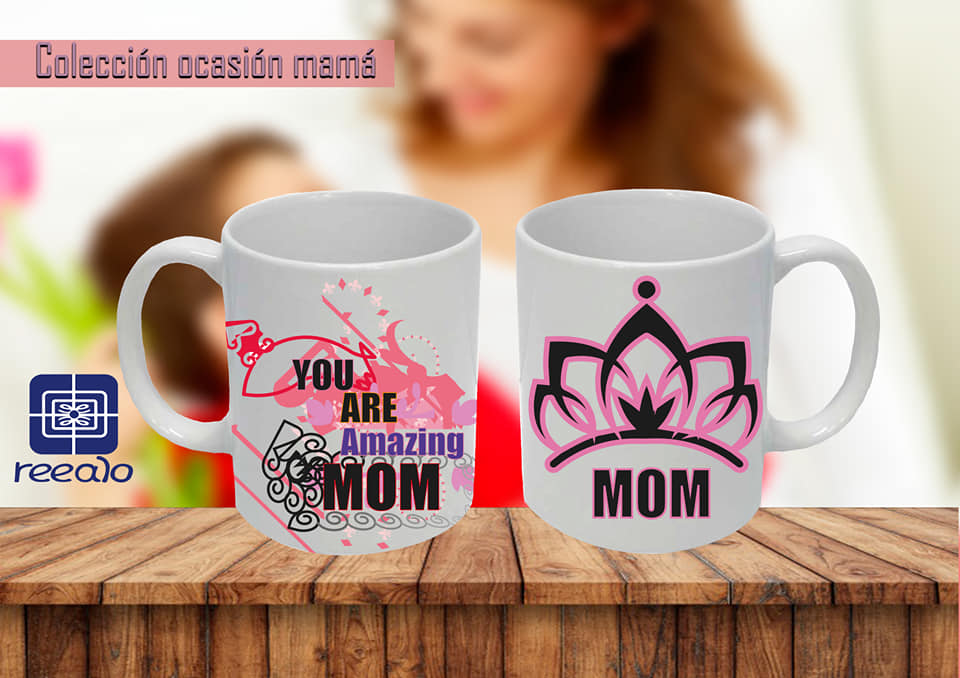 Colección ocasión mamá
YOU
ARE
Amazing
MOM
MOM
reealo